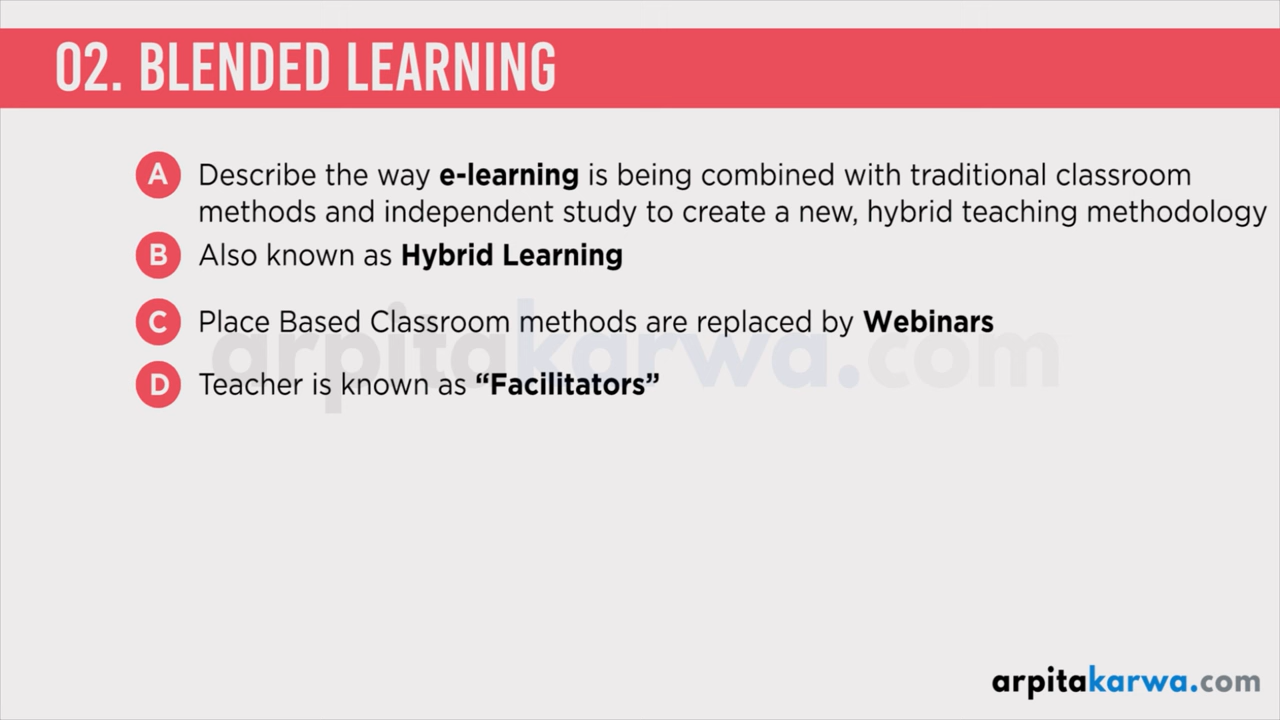 02. BLENDED LEARNING
A Describe the way e-learning is being combined with traditional classroom
methods and independent study to create a new, hybrid teaching methodology
B Also known as Hybrid Learning
C Place Based Classroom methods are replaced by Webinars
arpitakarwa.com
D Teacher is known as “Facilitators”
arpitakarwa.com